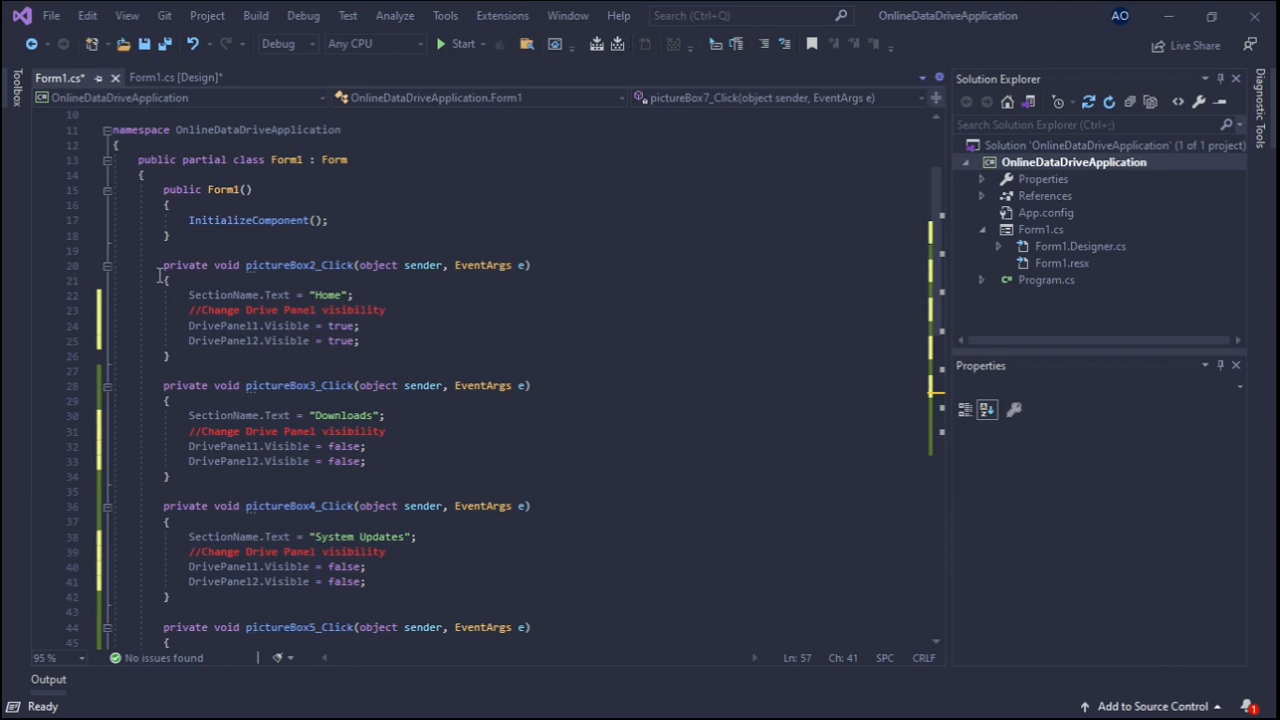 File Edit View Git Project Build Debug Test Analyze Tools Extensions Window Help Search (Ctrl+Q) OnlineDataDriveApplication AO
Debug Any CPU Start Live Share
Toolbox
Form1.cs* Form1.cs [Design]*
OnlineDataDriveApplication OnlineDataDriveApplication.Form1 pictureBox7_Click(object sender, EventArgs e)
10
11 namespace OnlineDataDriveApplication
12 {
13 public partial class Form1 : Form
14 {
15 public Form1()
16 {
17 InitializeComponent();
18 }
19
20 private void pictureBox2_Click(object sender, EventArgs e)
21 {
22 SectionName.Text = "Home";
23 //Change Drive Panel visibility
24 DrivePanel1.Visible = true;
25 DrivePanel2.Visible = true;
26 }
27
28 private void pictureBox3_Click(object sender, EventArgs e)
29 {
30 SectionName.Text = "Downloads";
31 //Change Drive Panel visibility
32 DrivePanel1.Visible = false;
33 DrivePanel2.Visible = false;
34 }
35
36 private void pictureBox4_Click(object sender, EventArgs e)
37 {
38 SectionName.Text = "System Updates";
39 //Change Drive Panel visibility
40 DrivePanel1.Visible = false;
41 DrivePanel2.Visible = false;
42 }
43
44 private void pictureBox5_Click(object sender, EventArgs e)
45 {
95 % No issues found Ln: 57 Ch: 41 SPC CRLF
Solution Explorer
Search Solution Explorer (Ctrl+;)
Solution 'OnlineDataDriveApplication' (1 of 1 project)
OnlineDataDriveApplication
Properties
References
App.config
Form1.cs
Form1.Designer.cs
Form1.resx
Program.cs
Properties
Diagnostic Tools
Output
Ready Add to Source Control 1